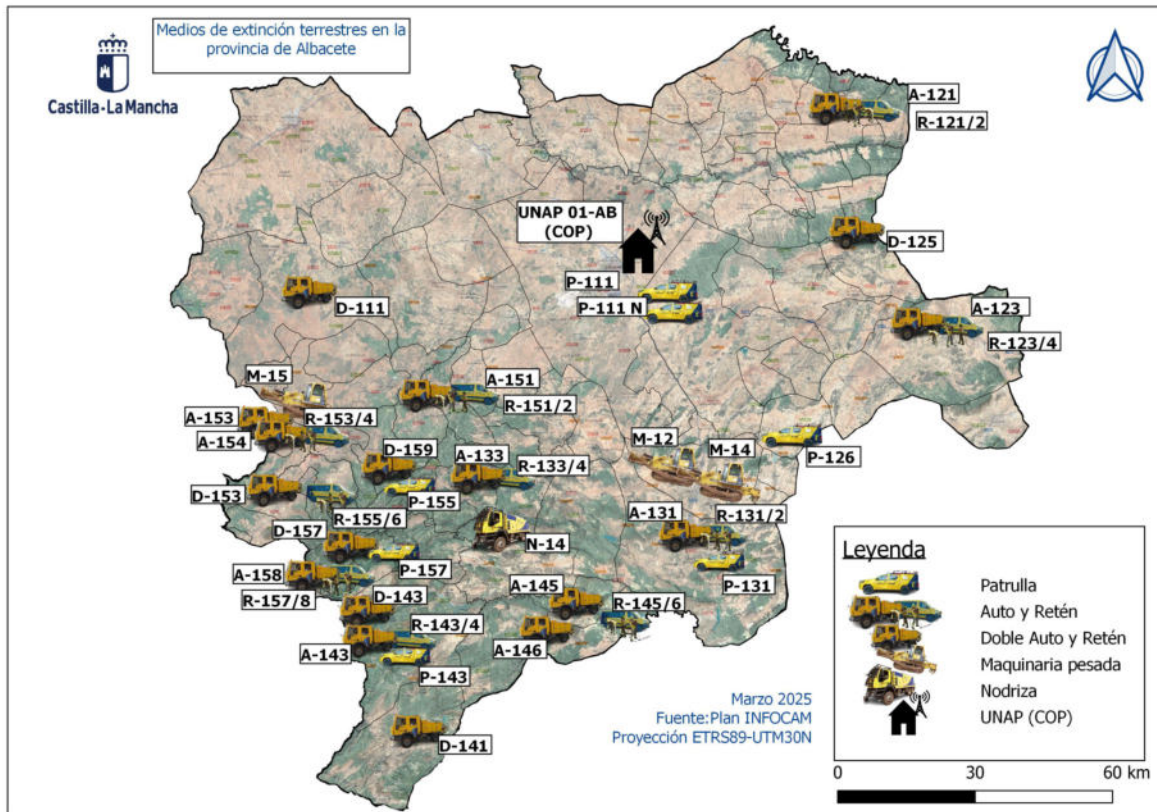 Medios de extinción terrestres en la
provincia de Albacete
Castilla-La Mancha
A-121
R-121/2
UNAP 01-AB
(COP)
D-125
P-111
P-111 N
D-111
A-123
R-123/4
M-15
A-151
R-151/2
A-153
R-153/4
A-154
M-12
M-14
P-126
D-159
A-133
R-133/4
D-153
P-155
R-155/6
A-131
R-131/2
D-157
N-14
P-157
P-131
A-158
R-157/8
D-143
A-145
R-145/6
R-143/4
A-143
A-146
P-143
D-141
Marzo 2025
Fuente:Plan INFOCAM
Proyección ETRS89-UTM30N
Leyenda
Patrulla
Auto y Retén
Doble Auto y Retén
Maquinaria pesada
Nodriza
UNAP (COP)
0 30 60 km